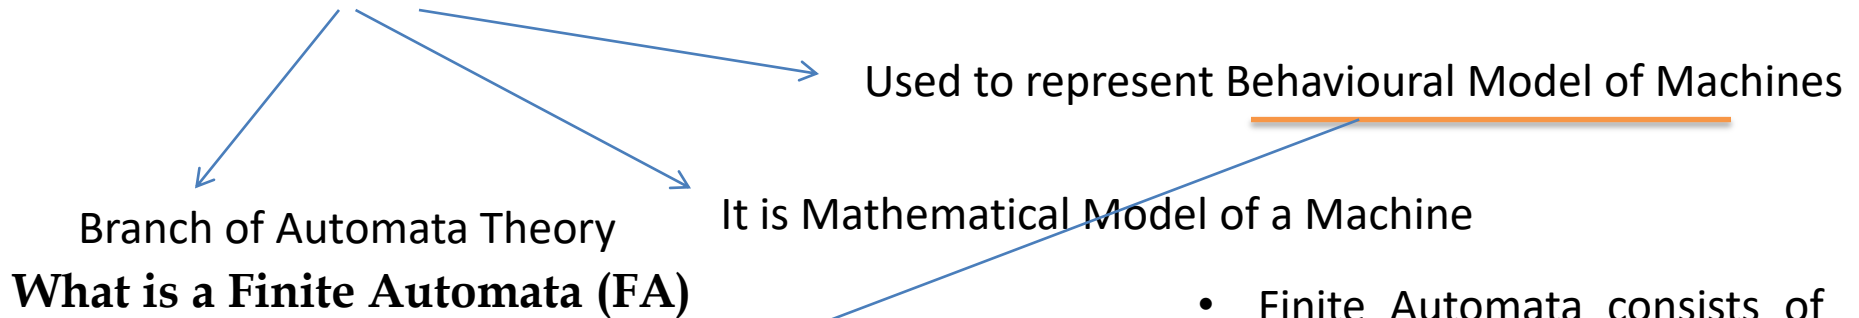 Used to represent Behavioural Model of Machines
It is Mathematical Model of a Machine
Branch of Automata Theory
What is a Finite Automata (FA)
• Finite Automata consists of